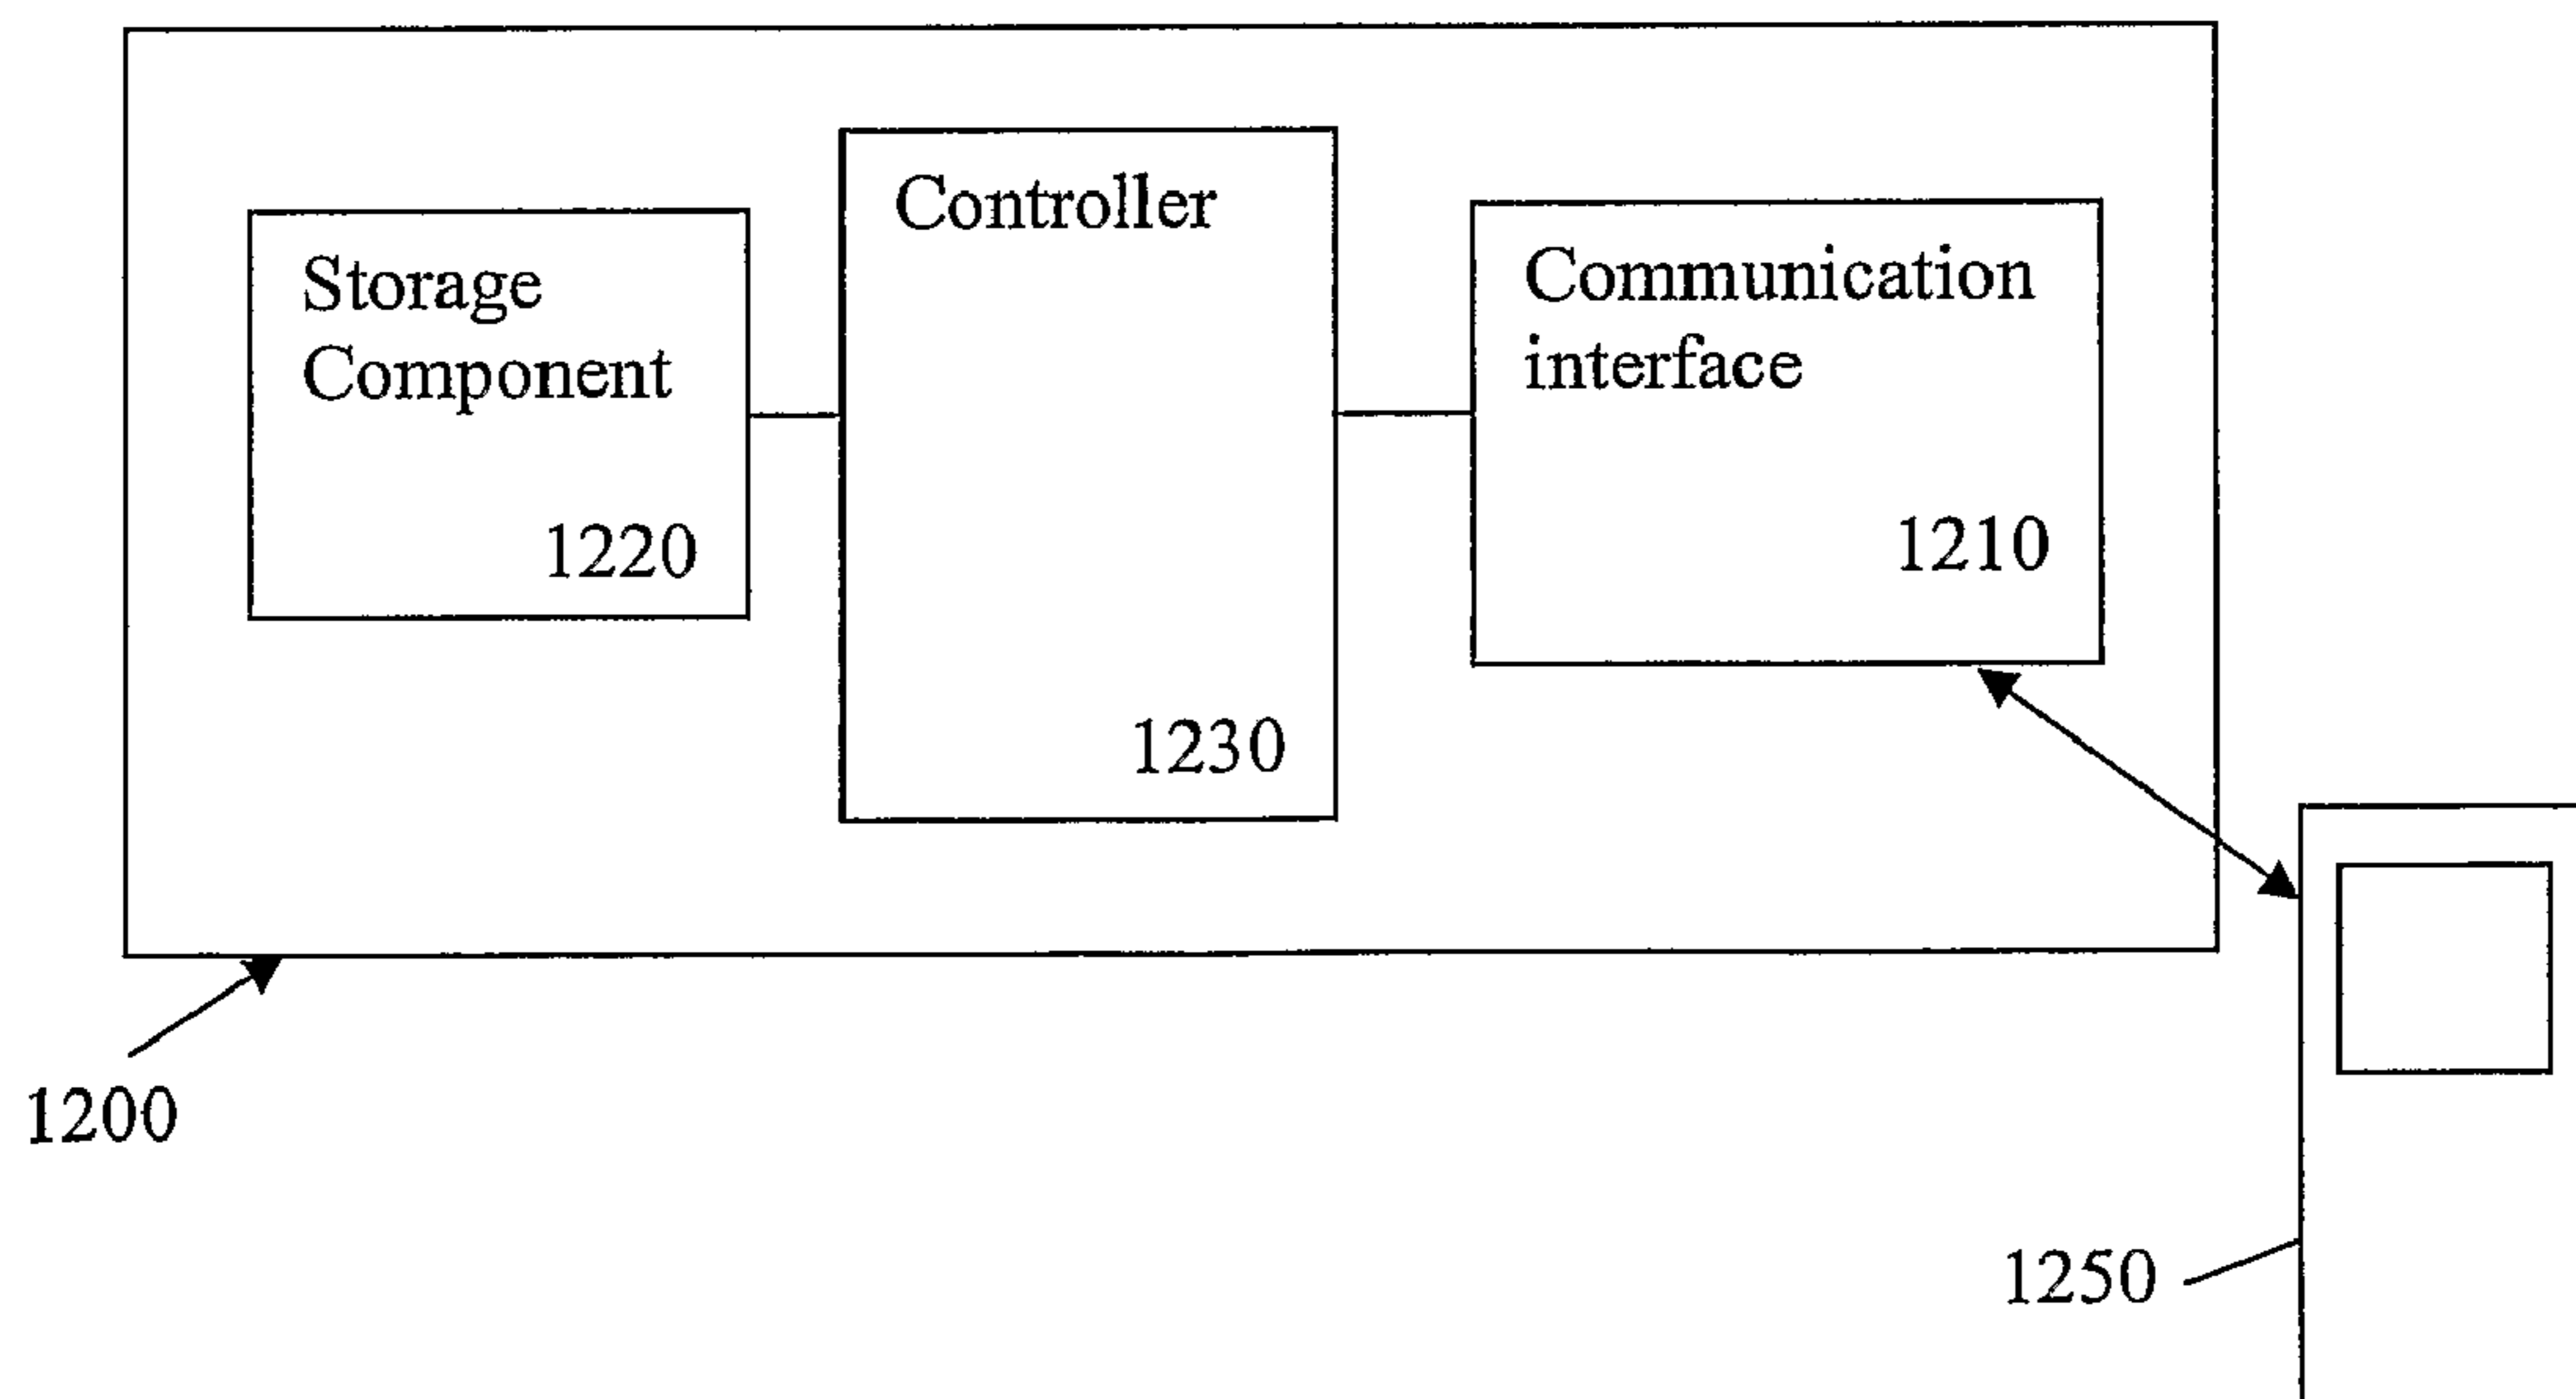 Storage
Component
1220
Controller
1230
Communication
interface
1210
1200
1250